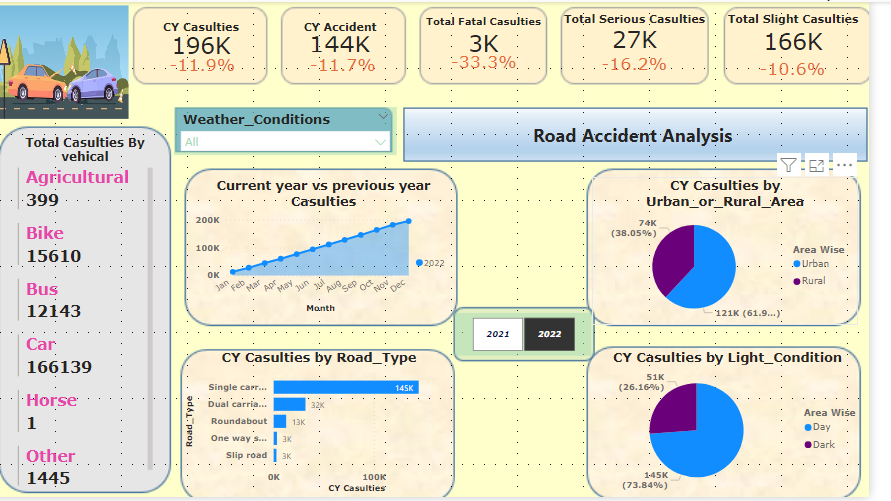 CY Casulties
196K
-11.9%
CY Accident
144K
-11.7%
Total Fatal Casulties
3K
-33.3%
Total Serious Casulties
27K
-16.2%
Total Slight Casulties
166K
-10.6%
Weather_Conditions
All
Road Accident Analysis
Total Casulties By
vehical
Agricultural
399
Bike
15610
Bus
12143
Car
166139
Horse
1
Other
1445
Current year vs previous year
Casulties
200K
100K
0K
Jan
Feb
Mar
Apr
May
Jun
Jul
Aug
Sep
Oct
Nov
Dec
Month
2022
CY Casulties by
Urban_or_Rural_Area
74K
(38.05%)
121K (61.9...)
Area Wise
Urban
Rural
2021
2022
CY Casulties by Road_Type
Road_Type
Single carr...
145K
Dual carria...
32K
Roundabout
13K
One way s...
3K
Slip road
3K
0K
100K
CY Casulties
CY Casulties by Light_Condition
51K
(26.16%)
145K
(73.84%)
Area Wise
Day
Dark